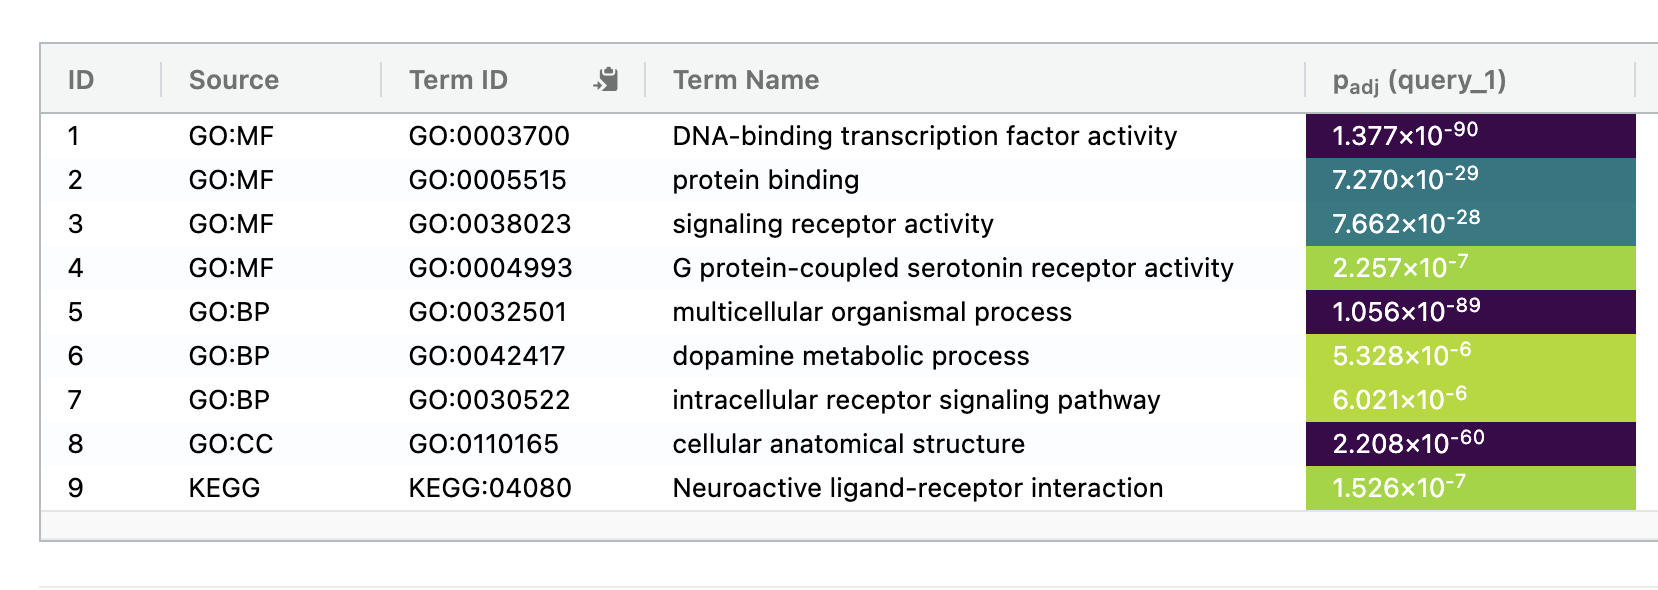 ID Source Term ID Term Name padj (query_1)
1 GO:MF GO:0003700 DNA-binding transcription factor activity 1.377×10⁻⁹⁰
2 GO:MF GO:0005515 protein binding 7.270×10⁻²⁹
3 GO:MF GO:0038023 signaling receptor activity 7.662×10⁻²⁸
4 GO:MF GO:0004993 G protein-coupled serotonin receptor activity 2.257×10⁻⁷
5 GO:BP GO:0032501 multicellular organismal process 1.056×10⁻⁸⁹
6 GO:BP GO:0042417 dopamine metabolic process 5.328×10⁻⁶
7 GO:BP GO:0030522 intracellular receptor signaling pathway 6.021×10⁻⁶
8 GO:CC GO:0110165 cellular anatomical structure 2.208×10⁻⁶⁰
9 KEGG KEGG:04080 Neuroactive ligand-receptor interaction 1.526×10⁻⁷